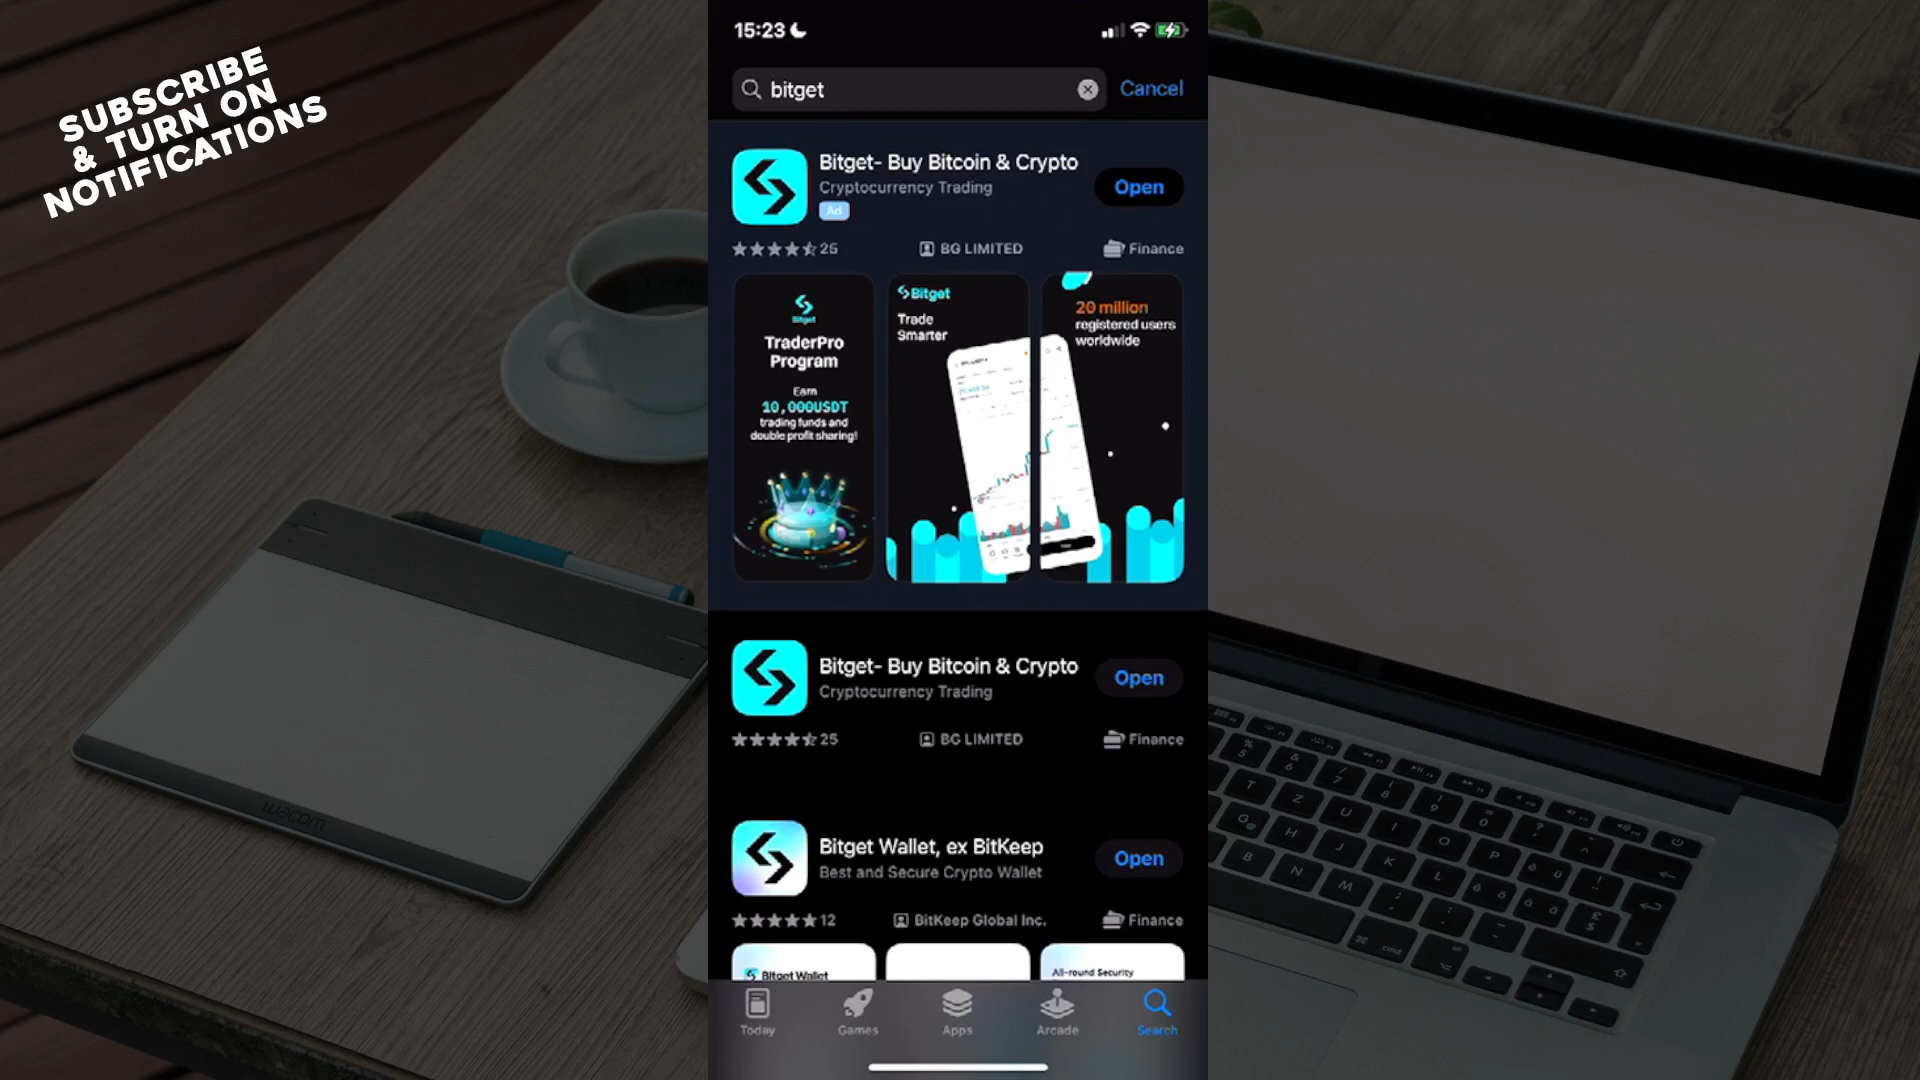 SUBSCRIBE
& TURN ON
NOTIFICATIONS
15:23
bitget
Cancel
Bitget- Buy Bitcoin & Crypto
Cryptocurrency Trading
Ad
Open
25
BG LIMITED
Finance
Bitget
TraderPro
Program
Earn
10,000USDT
trading funds and
double profit sharing!
Bitget
Trade
Smarter
20 million
registered users
worldwide
Bitget- Buy Bitcoin & Crypto
Cryptocurrency Trading
Open
25
BG LIMITED
Finance
Bitget Wallet, ex BitKeep
Best and Secure Crypto Wallet
Open
12
BitKeep Global Inc.
Finance
Bitget Wallet
All-round Security
Today
Games
Apps
Arcade
Search
wacom